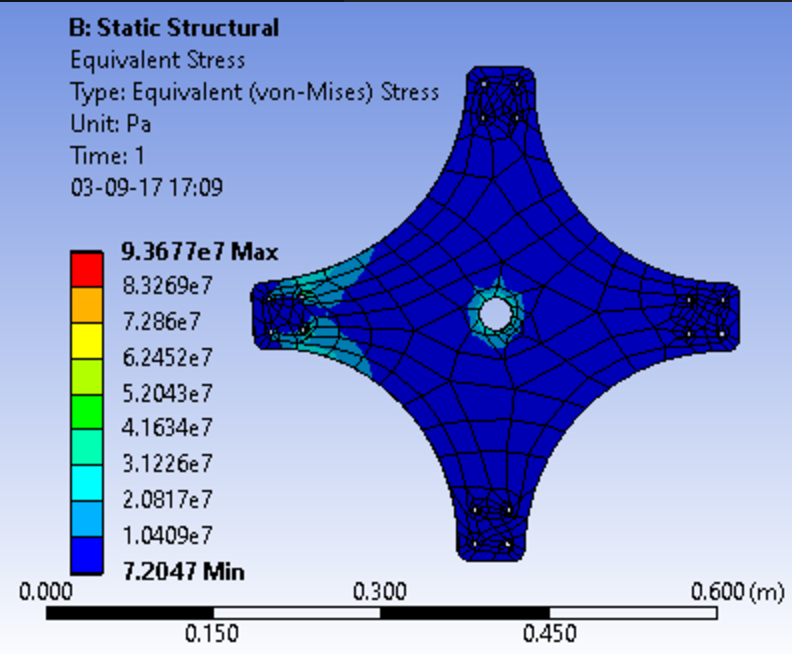 B: Static Structural
Equivalent Stress
Type: Equivalent (von-Mises) Stress
Unit: Pa
Time: 1
03-09-17 17:09
9.3677e7 Max
8.3269e7
7.286e7
6.2452e7
5.2043e7
4.1634e7
3.1226e7
2.0817e7
1.0409e7
7.2047 Min
0.000 0.300 0.600 (m)
0.150 0.450